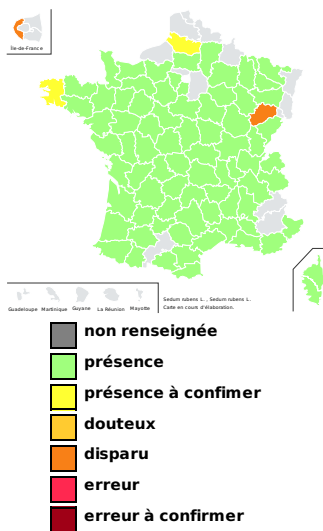 Île-de-France
Guadeloupe Martinique Guyane La Réunion Mayotte
Sedum rubens L. , Sedum rubens L.
Carte en cours d'élaboration.
non renseignée
présence
présence à confimer
douteux
disparu
erreur
erreur à confirmer